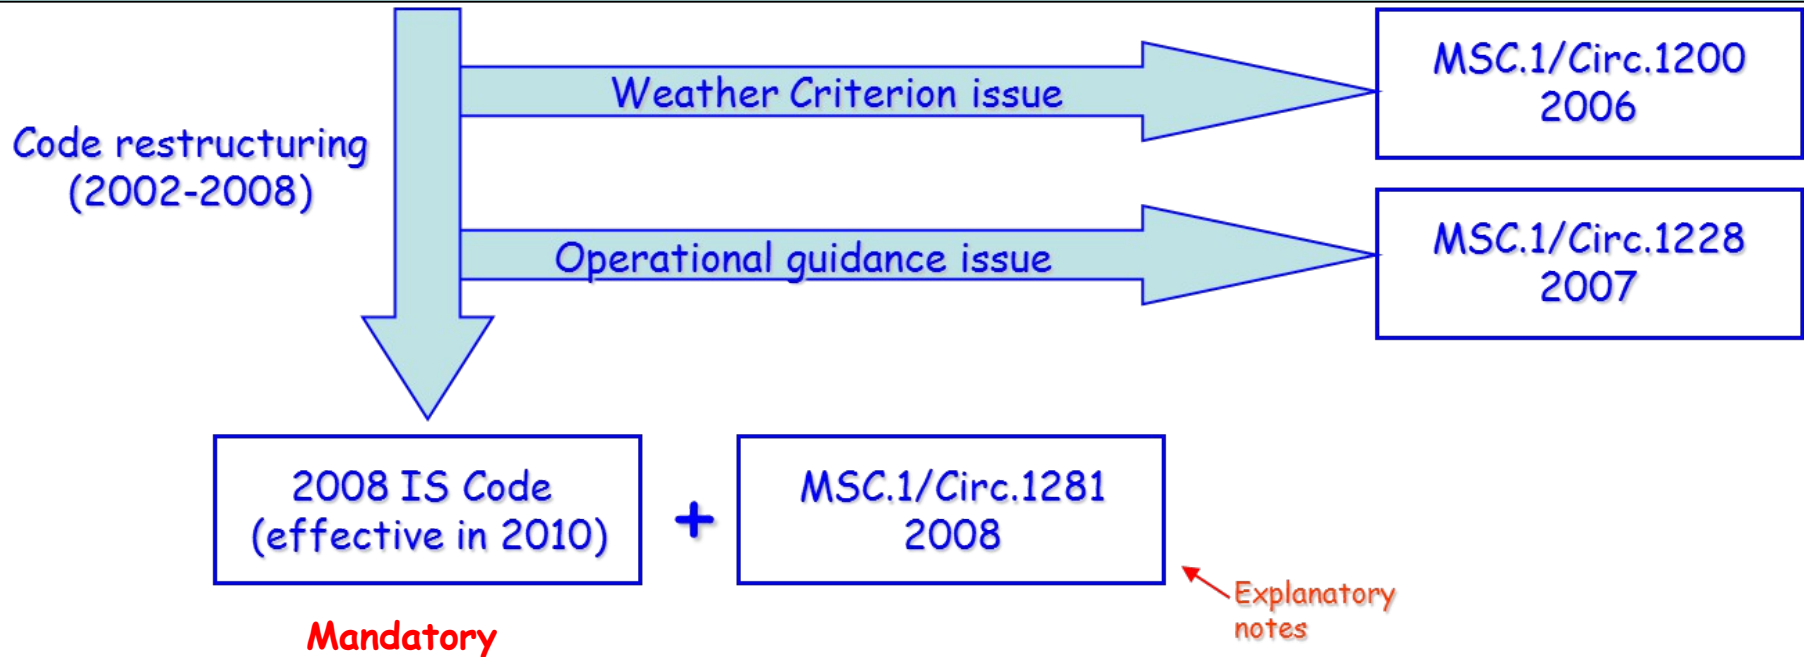 Weather Criterion issue
MSC.1/Circ.1200
2006
Code restructuring
(2002-2008)
Operational guidance issue
MSC.1/Circ.1228
2007
2008 IS Code
(effective in 2010)
+
MSC.1/Circ.1281
2008
Explanatory
notes
Mandatory